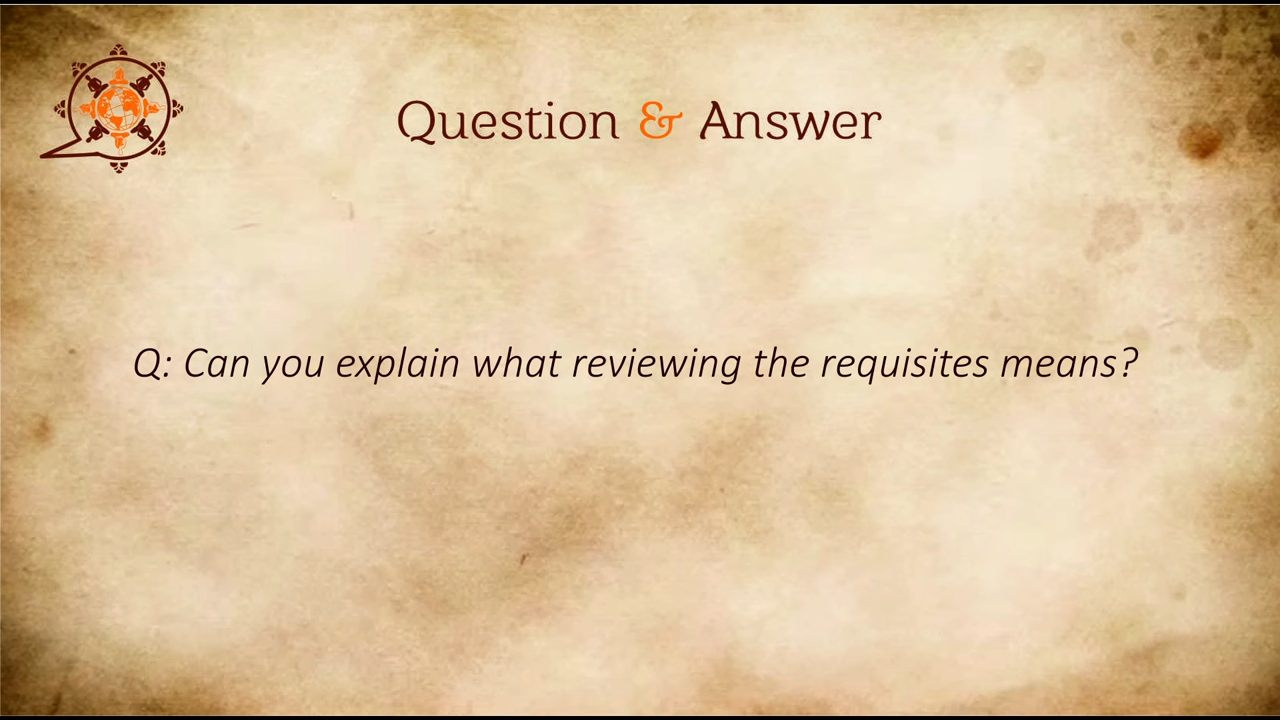 Question & Answer
Q: Can you explain what reviewing the requisites means?